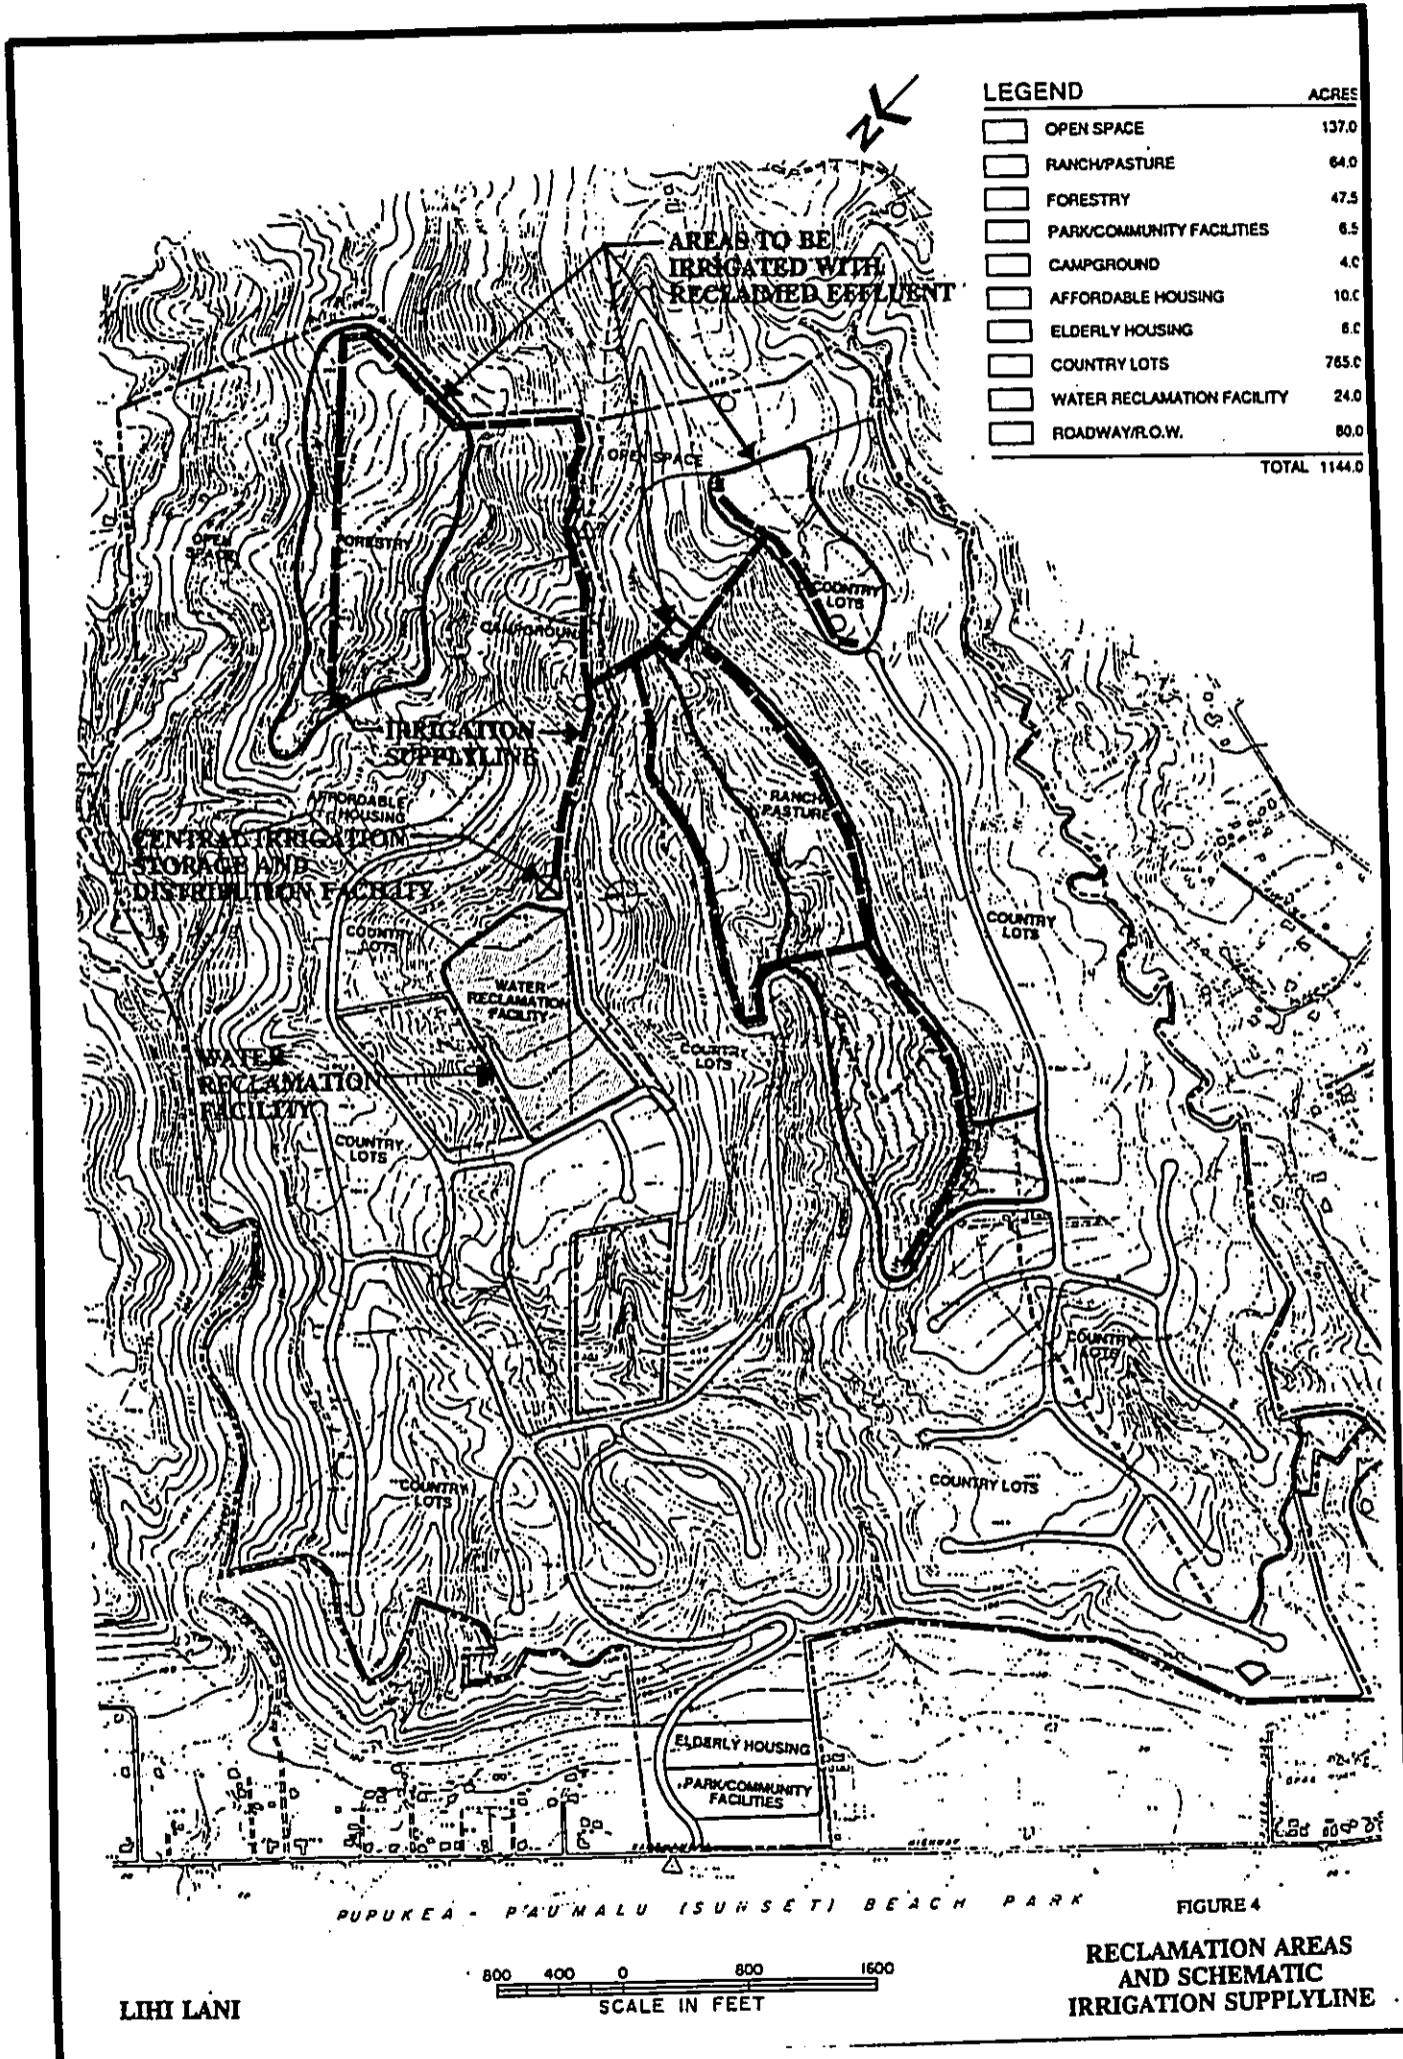 LEGEND ACRES
OPEN SPACE 137.0
RANCH/PASTURE 64.0
FORESTRY 47.5
PARK/COMMUNITY FACILITIES 6.5
CAMPGROUND 4.0
AFFORDABLE HOUSING 10.0
ELDERLY HOUSING 6.0
COUNTRY LOTS 765.0
WATER RECLAMATION FACILITY 24.0
ROADWAY/R.O.W. 80.0
TOTAL 1144.0
N
AREAS TO BE
IRRIGATED WITH
RECLAIMED EFFLUENT
OPEN SPACE
OPEN
SPACE
FORESTRY
COUNTRY
LOTS
CAMPGROUND
IRRIGATION
SUPPLYLINE
RANCH/
PASTURE
AFFORDABLE
HOUSING
CENTRAL IRRIGATION
STORAGE AND
DISTRIBUTION FACILITY
COUNTRY
LOTS
COUNTRY
LOTS
WATER
RECLAMATION
FACILITY
COUNTRY
LOTS
WATER
RECLAMATION
FACILITY
COUNTRY
LOTS
COUNTRY
LOTS
COUNTRY
LOTS
COUNTRY LOTS
ELDERLY HOUSING
PARK/COMMUNITY
FACILITIES
HIGHWAY
PUPUKEA - PAUMALU (SUNSET) BEACH PARK
FIGURE 4
RECLAMATION AREAS
AND SCHEMATIC
IRRIGATION SUPPLYLINE
800 400 0 800 1600
SCALE IN FEET
LIHI LANI